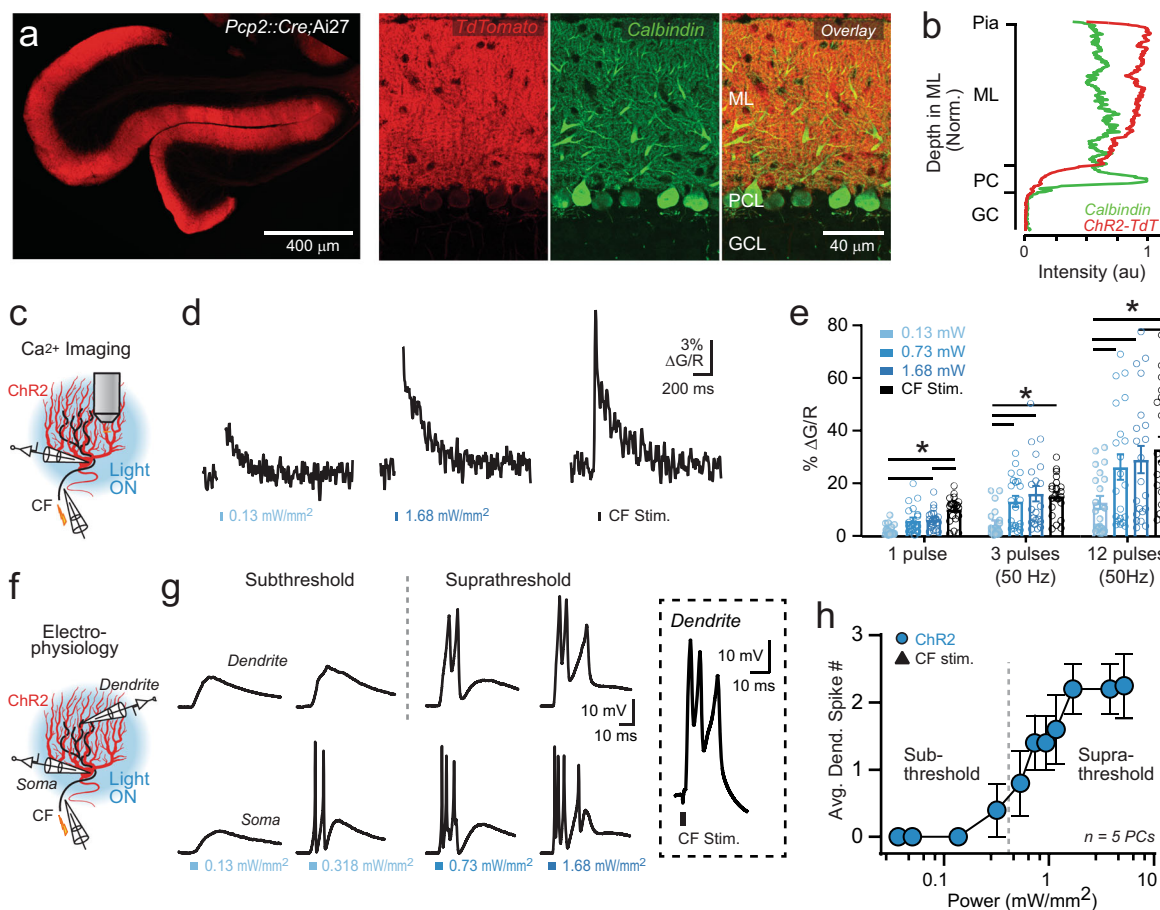 a
Pcp2::Cre;Ai27
400 µm
TdTomato
Calbindin
Overlay
ML
PCL
GCL
40 µm
b
Pia
ML
PC
GC
Depth in ML
(Norm.)
Calbindin
ChR2-TdT
0
1
Intensity (au)
c
Ca2+ Imaging
ChR2
Light
ON
CF
d
3%
ΔG/R
200 ms
0.13 mW/mm²
1.68 mW/mm²
CF Stim.
e
% ΔG/R
80
60
40
20
0
0.13 mW
0.73 mW
1.68 mW
CF Stim.
*
*
*
1 pulse
3 pulses
(50 Hz)
12 pulses
(50Hz)
f
Electro-
physiology
Dendrite
ChR2
Soma
Light
ON
CF
g
Subthreshold
Suprathreshold
Dendrite
10 mV
10 ms
Soma
0.13 mW/mm²
0.318 mW/mm²
0.73 mW/mm²
1.68 mW/mm²
Dendrite
10 mV
10 ms
CF Stim.
h
Avg. Dend. Spike #
3
2
1
0
ChR2
CF stim.
Sub-
threshold
Supra-
threshold
n = 5 PCs
0.1
1
10
Power (mW/mm²)